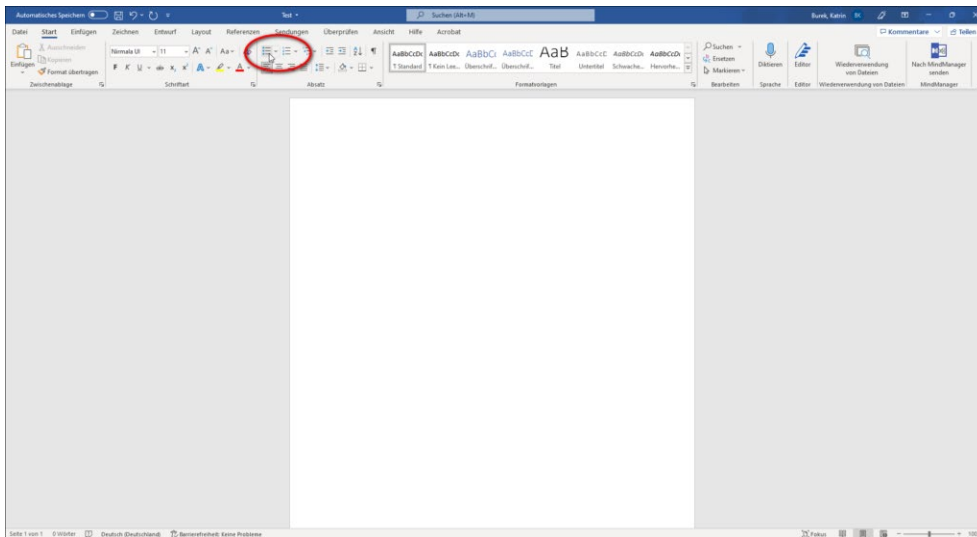 Automatisches Speichern
Test
Suchen (Alt+M)
Burek, Katrin
BK
Datei Start Einfügen Zeichnen Entwurf Layout Referenzen Sendungen Überprüfen Ansicht Hilfe Acrobat
Kommentare
Teilen
Einfügen
Ausschneiden
Kopieren
Format übertragen
Zwischenablage
Nirmala UI 11
Schriftart
Absatz
AaBbCcDc AaBbCcDc AaBbCc AaBbCcC AaB AaBbCcC AaBbCcDı AaBbCcDı
Standard Kein Lee... Überschrif... Überschrif... Titel Untertitel Schwache... Hervorhe...
Formatvorlagen
Suchen
Ersetzen
Markieren
Bearbeiten
Diktieren
Sprache
Editor
Editor
Wiederverwendung
von Dateien
Wiederverwendung von Dateien
Nach MindManager
senden
MindManager
Seite 1 von 1 0 Wörter Deutsch (Deutschland) Barrierefreiheit: Keine Probleme
Fokus